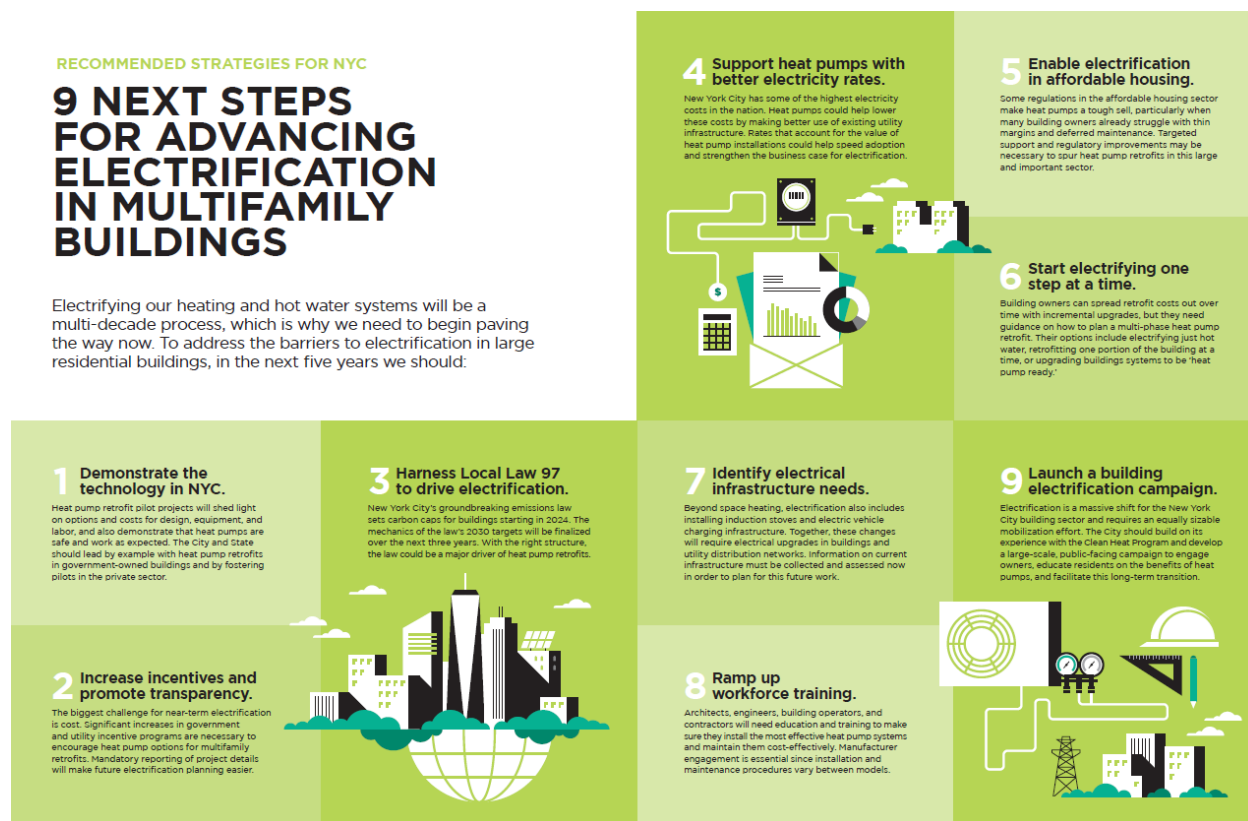 RECOMMENDED STRATEGIES FOR NYC
9 NEXT STEPS
FOR ADVANCING
ELECTRIFICATION
IN MULTIFAMILY
BUILDINGS
Electrifying our heating and hot water systems will be a
multi-decade process, which is why we need to begin paving
the way now. To address the barriers to electrification in large
residential buildings, in the next five years we should:
1 Demonstrate the
technology in NYC.
Heat pump retrofit pilot projects will shed light
on options and costs for design, equipment, and
labor, and also demonstrate that heat pumps are
safe and work as expected. The City and State
should lead by example with heat pump retrofits
in government-owned buildings and by fostering
pilots in the private sector.
2 Increase incentives and
promote transparency.
The biggest challenge for near-term electrification
is cost. Significant increases in government
and utility incentive programs are necessary to
encourage heat pump options for multifamily
retrofits. Mandatory reporting of project details
will make future electrification planning easier.
3 Harness Local Law 97
to drive electrification.
New York City's groundbreaking emissions law
sets carbon caps for buildings starting in 2024. The
mechanics of the law's 2030 targets will be finalized
over the next three years. With the right structure,
the law could be a major driver of heat pump retrofits.
4 Support heat pumps with
better electricity rates.
New York City has some of the highest electricity
costs in the nation. Heat pumps could help lower
these costs by making better use of existing utility
infrastructure. Rates that account for the value of
heat pump installations could help speed adoption
and strengthen the business case for electrification.
$
5 Enable electrification
in affordable housing.
Some regulations in the affordable housing sector
make heat pumps a tough sell, particularly when
many building owners already struggle with thin
margins and deferred maintenance. Targeted
support and regulatory improvements may be
necessary to spur heat pump retrofits in this large
and important sector.
6 Start electrifying one
step at a time.
Building owners can spread retrofit costs out over
time with incremental upgrades, but they need
guidance on how to plan a multi-phase heat pump
retrofit. Their options include electrifying just hot
water, retrofitting one portion of the building at a
time, or upgrading buildings systems to be 'heat
pump ready.'
7 Identify electrical
infrastructure needs.
Beyond space heating, electrification also includes
installing induction stoves and electric vehicle
charging infrastructure. Together, these changes
will require electrical upgrades in buildings and
utility distribution networks. Information on current
infrastructure must be collected and assessed now
in order to plan for this future work.
8 Ramp up
workforce training.
Architects, engineers, building operators, and
contractors will need education and training to make
sure they install the most effective heat pump systems
and maintain them cost-effectively. Manufacturer
engagement is essential since installation and
maintenance procedures vary between models.
9 Launch a building
electrification campaign.
Electrification is a massive shift for the New York
City building sector and requires an equally sizable
mobilization effort. The City should build on its
experience with the Clean Heat Program and develop
a large-scale, public-facing campaign to engage
owners, educate residents on the benefits of heat
pumps, and facilitate this long-term transition.